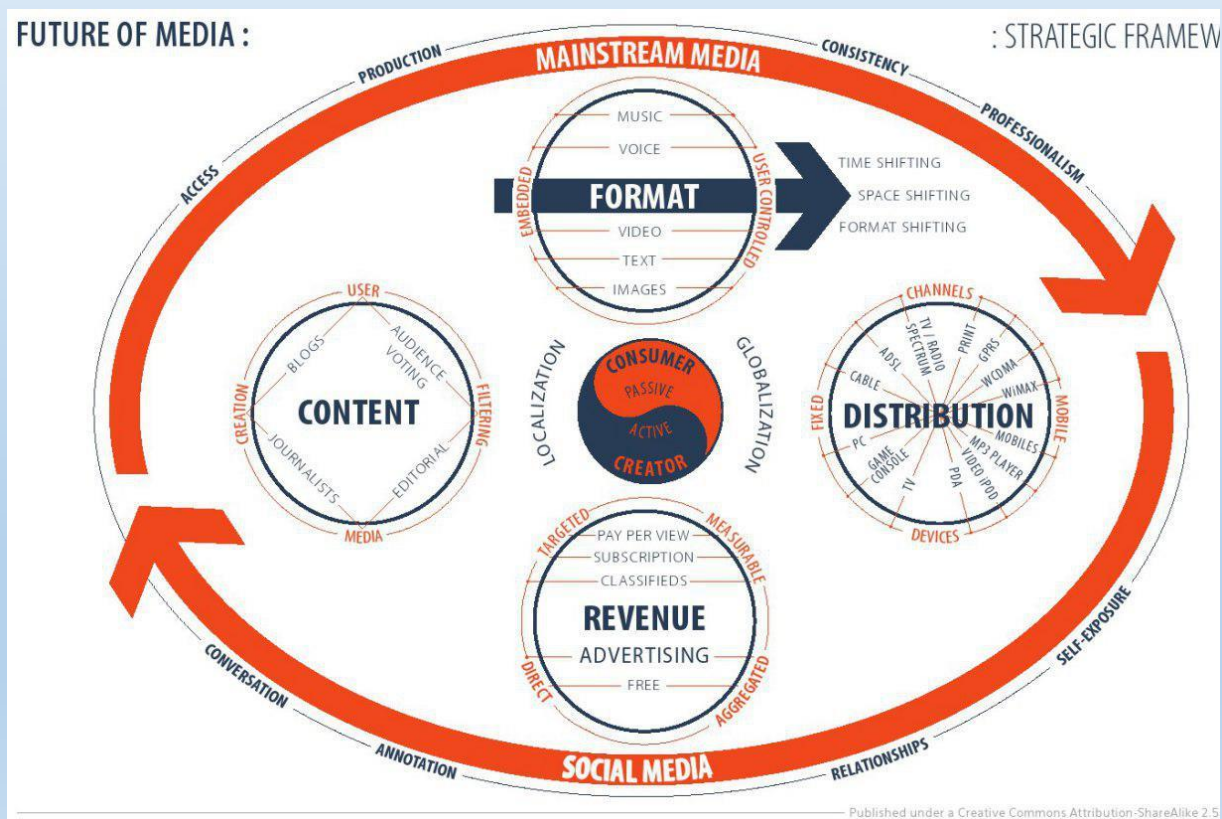 FUTURE OF MEDIA :
: STRATEGIC FRAMEW
PRODUCTION
MAINSTREAM MEDIA
CONSISTENCY
ACCESS
PROFESSIONALISM
MUSIC
VOICE
FORMAT
VIDEO
TEXT
IMAGES
EMBEDDED
USER CONTROLLED
TIME SHIFTING
SPACE SHIFTING
FORMAT SHIFTING
USER
BLOGS
AUDIENCE
VOTING
CREATION
CONTENT
FILTERING
JOURNALISTS
EDITORIAL
MEDIA
LOCALIZATION
CONSUMER
PASSIVE
ACTIVE
CREATOR
GLOBALIZATION
CHANNELS
CABLE
ADSL
TV / RADIO
SPECTRUM
PRINT
GPRS
WCDMA
WiMAX
FIXED
DISTRIBUTION
MOBILE
PC
GAME
CONSOLE
TV
PDA
VIDEO iPOD
MP3 PLAYER
MOBILES
DEVICES
TARGETED
MEASURABLE
PAY PER VIEW
SUBSCRIPTION
CLASSIFIEDS
REVENUE
ADVERTISING
FREE
DIRECT
AGGREGATED
SELF-EXPOSURE
CONVERSATION
ANNOTATION
SOCIAL MEDIA
RELATIONSHIPS
Published under a Creative Commons Attribution-ShareAlike 2.5